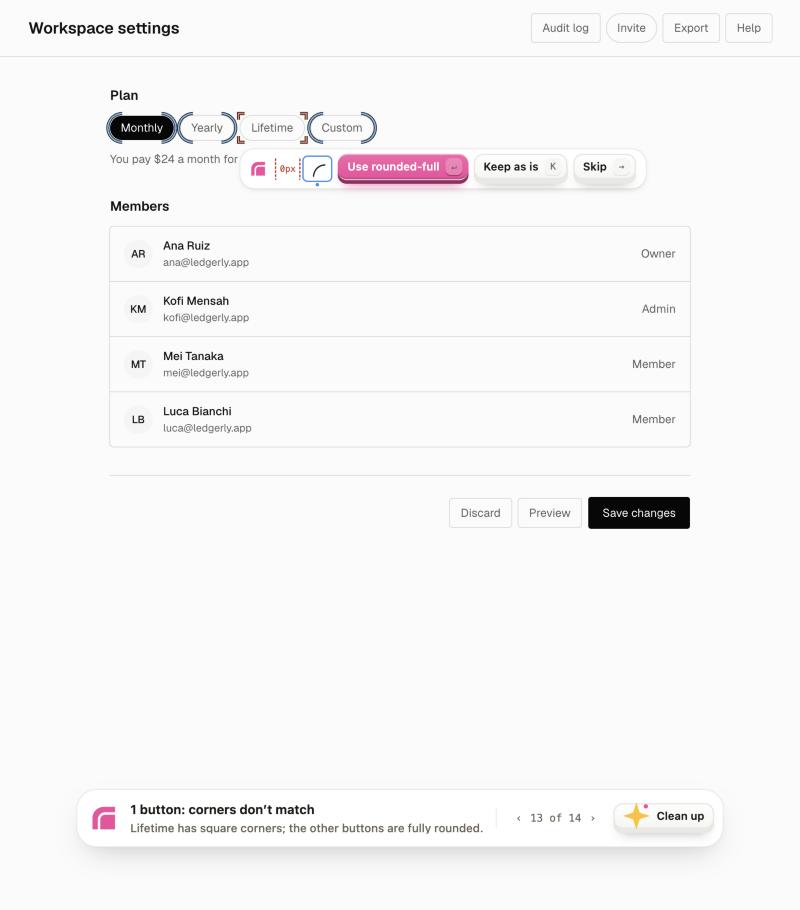 Workspace settings
Audit log
Invite
Export
Help
Plan
Monthly
Yearly
Lifetime
Custom
You pay $24 a month for
0px
Use rounded-full ↵
Keep as is K
Skip →
Members
AR
Ana Ruiz
ana@ledgerly.app
Owner
KM
Kofi Mensah
kofi@ledgerly.app
Admin
MT
Mei Tanaka
mei@ledgerly.app
Member
LB
Luca Bianchi
luca@ledgerly.app
Member
Discard
Preview
Save changes
1 button: corners don’t match
Lifetime has square corners; the other buttons are fully rounded.
‹ 13 of 14 ›
Clean up